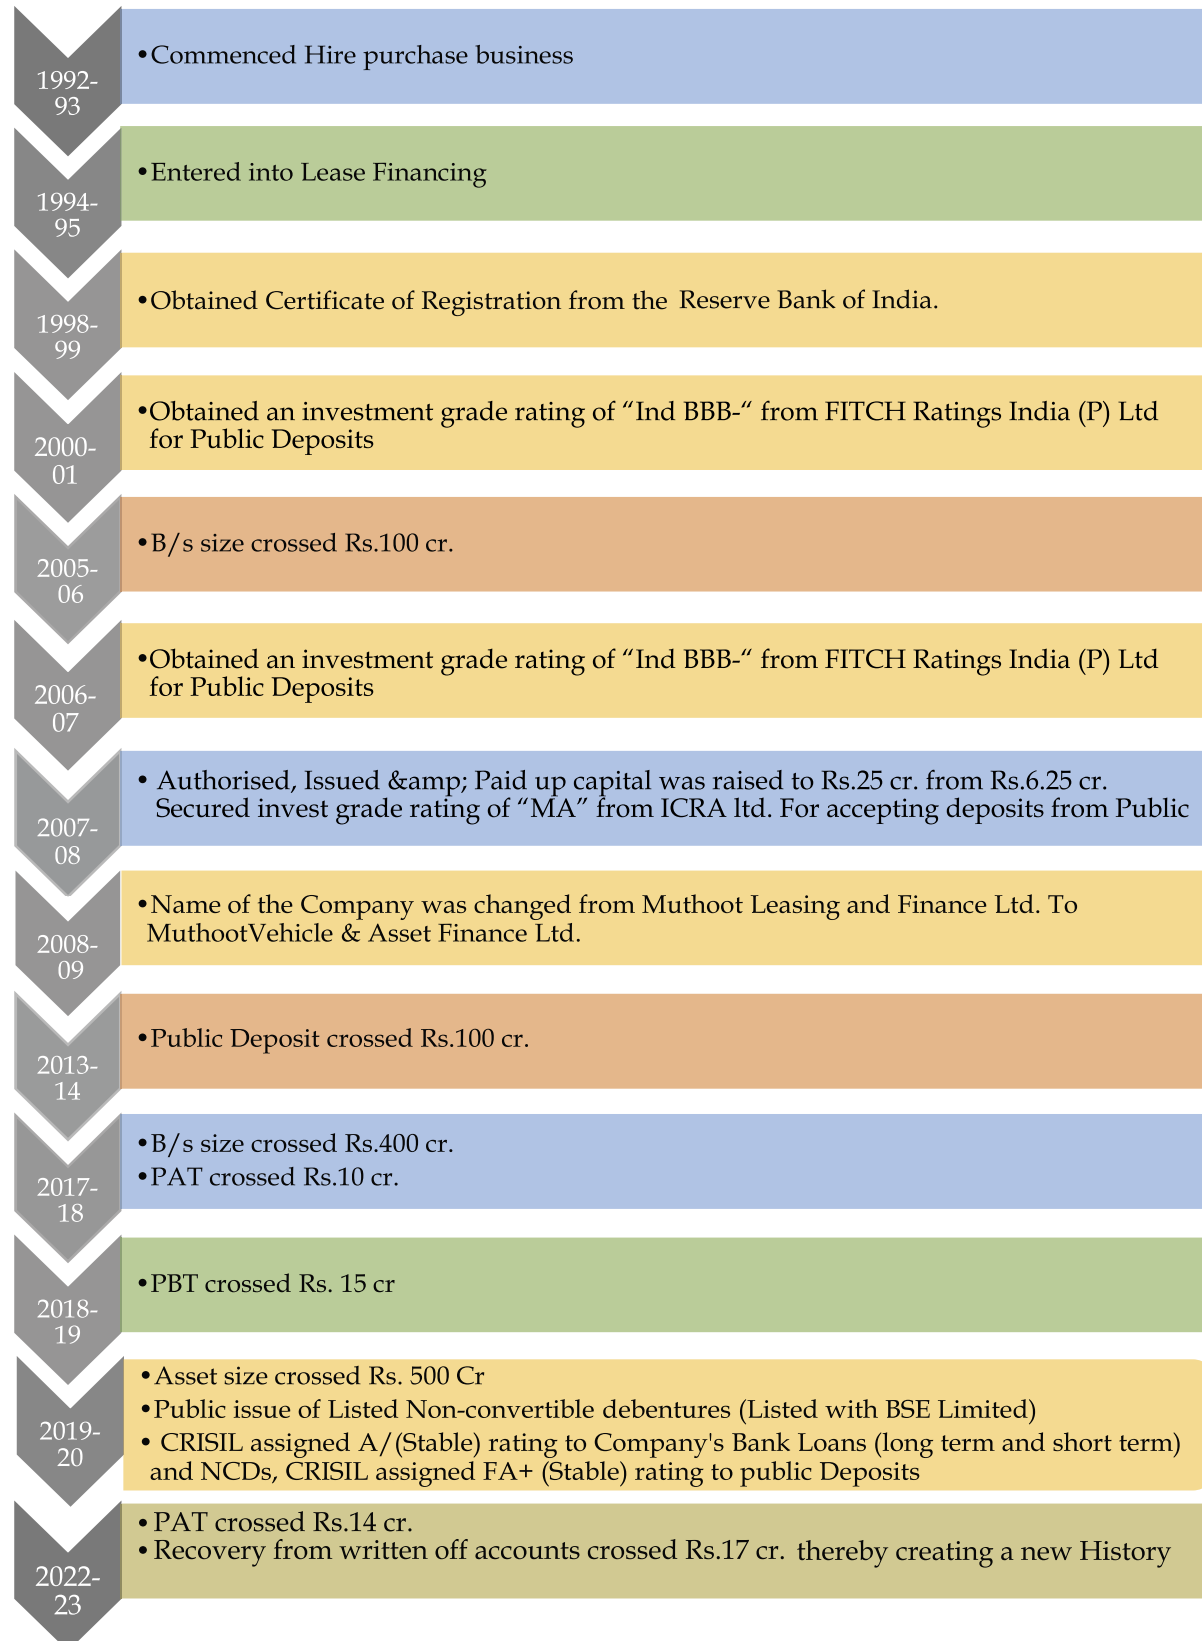 1992-
93
•Commenced Hire purchase business
1994-
95
•Entered into Lease Financing
1998-
99
•Obtained Certificate of Registration from the Reserve Bank of India.
2000-
01
•Obtained an investment grade rating of “Ind BBB-“ from FITCH Ratings India (P) Ltd
for Public Deposits
2005-
06
•B/s size crossed Rs.100 cr.
2006-
07
•Obtained an investment grade rating of “Ind BBB-“ from FITCH Ratings India (P) Ltd
for Public Deposits
2007-
08
• Authorised, Issued &amp; Paid up capital was raised to Rs.25 cr. from Rs.6.25 cr.
Secured invest grade rating of “MA” from ICRA ltd. For accepting deposits from Public
2008-
09
•Name of the Company was changed from Muthoot Leasing and Finance Ltd. To
MuthootVehicle & Asset Finance Ltd.
2013-
14
•Public Deposit crossed Rs.100 cr.
2017-
18
•B/s size crossed Rs.400 cr.
•PAT crossed Rs.10 cr.
2018-
19
•PBT crossed Rs. 15 cr
2019-
20
•Asset size crossed Rs. 500 Cr
•Public issue of Listed Non-convertible debentures (Listed with BSE Limited)
• CRISIL assigned A/(Stable) rating to Company's Bank Loans (long term and short term)
and NCDs, CRISIL assigned FA+ (Stable) rating to public Deposits
2022-
23
• PAT crossed Rs.14 cr.
• Recovery from written off accounts crossed Rs.17 cr. thereby creating a new History